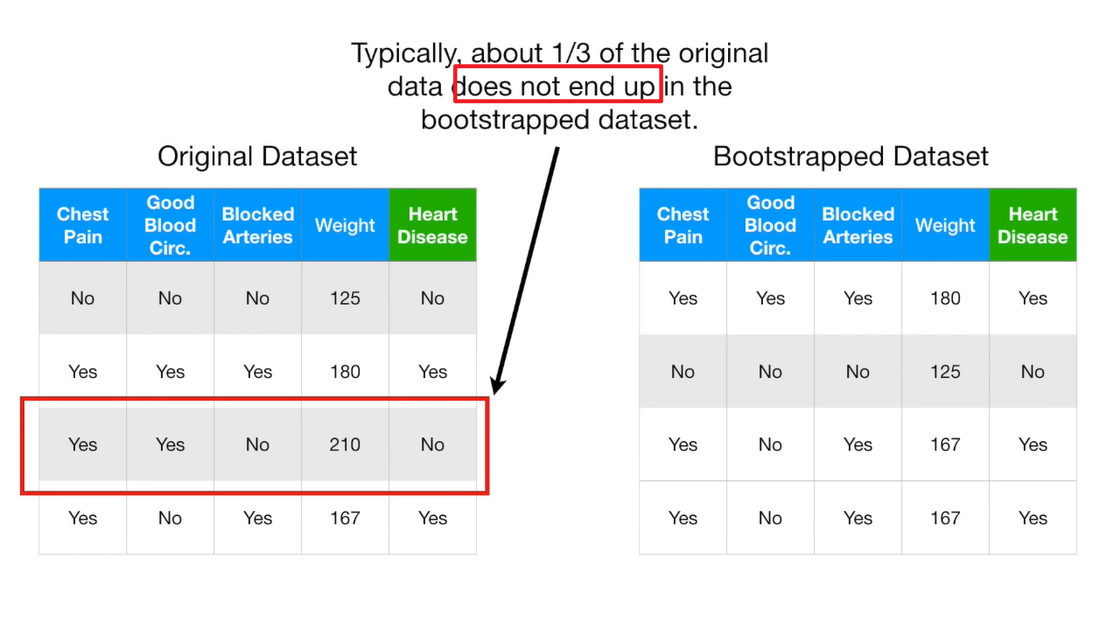 Typically, about 1/3 of the original
data does not end up in the
bootstrapped dataset.
Original Dataset
Chest Pain Good Blood Circ. Blocked Arteries Weight Heart Disease
No No No 125 No
Yes Yes Yes 180 Yes
Yes Yes No 210 No
Yes No Yes 167 Yes
Bootstrapped Dataset
Chest Pain Good Blood Circ. Blocked Arteries Weight Heart Disease
Yes Yes Yes 180 Yes
No No No 125 No
Yes No Yes 167 Yes
Yes No Yes 167 Yes